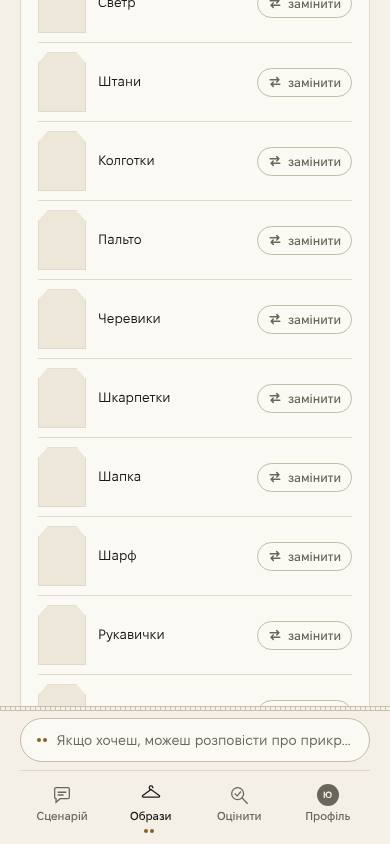 Светр
замінити
Штани
замінити
Колготки
замінити
Пальто
замінити
Черевики
замінити
Шкарпетки
замінити
Шапка
замінити
Шарф
замінити
Рукавички
замінити
Якщо хочеш, можеш розповісти про прикр...
Сценарій
Образи
Оцінити
Ю
Профіль